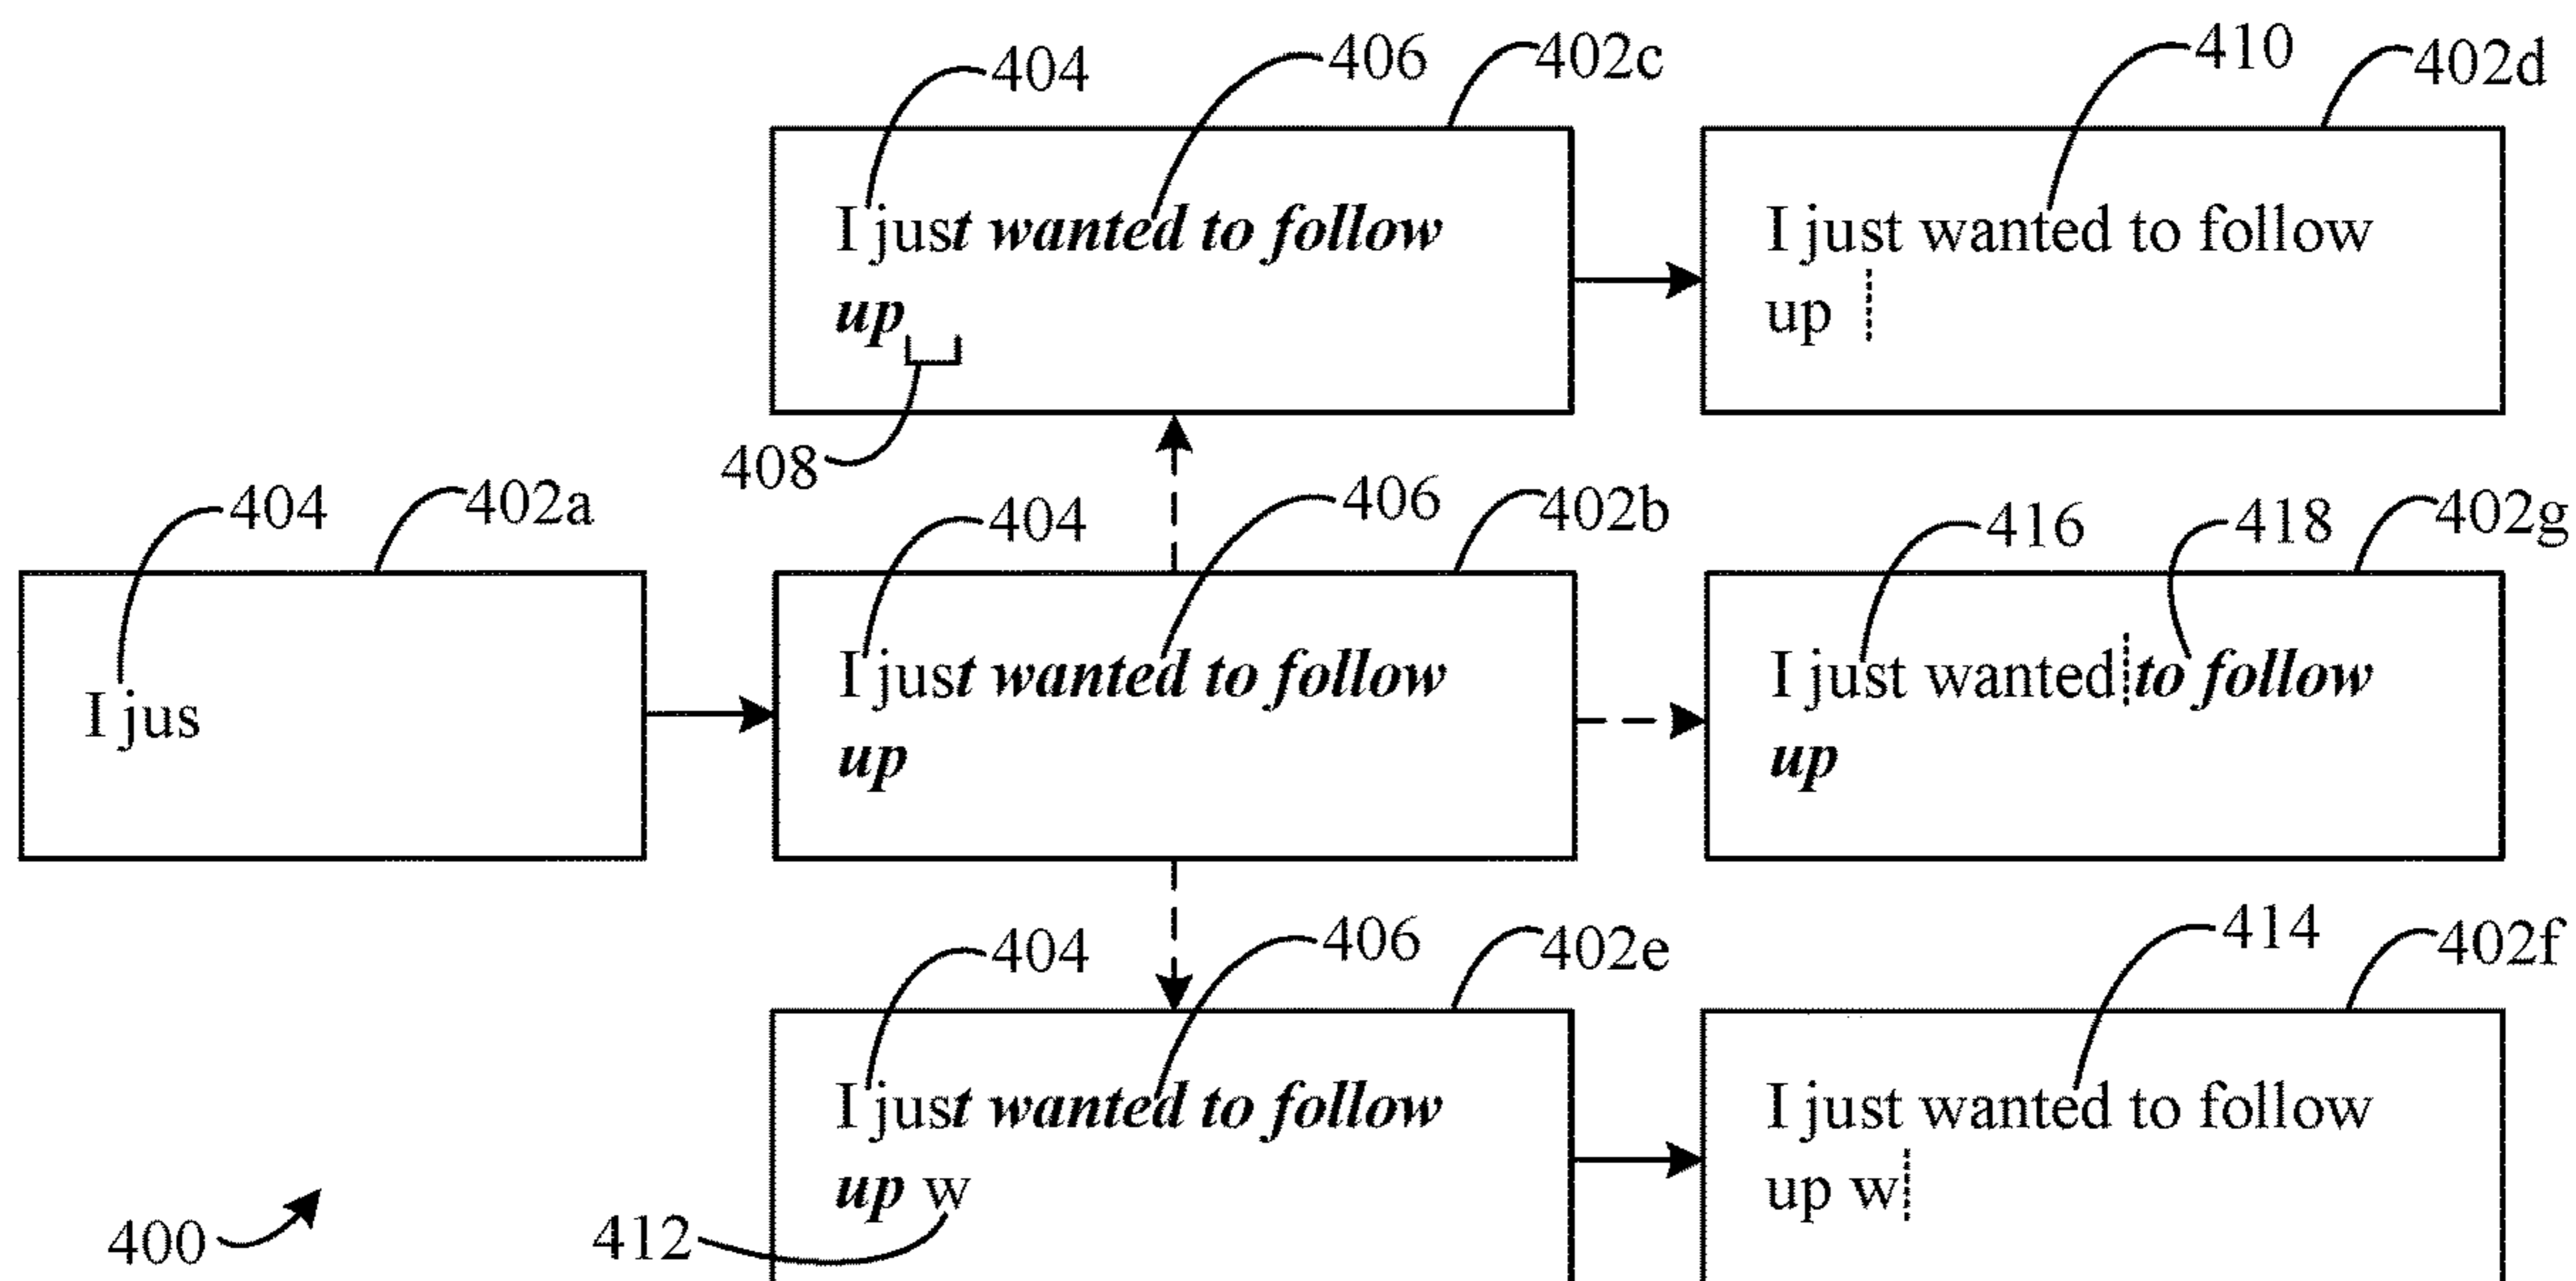 404
406
402c
410
402d
I just wanted to follow
up
I just wanted to follow
up
408
404
402a
404
406
402b
416
418
402g
I jus
I just wanted to follow
up
I just wanted to follow
up
404
406
402e
414
402f
I just wanted to follow
up w
I just wanted to follow
up w
400
412